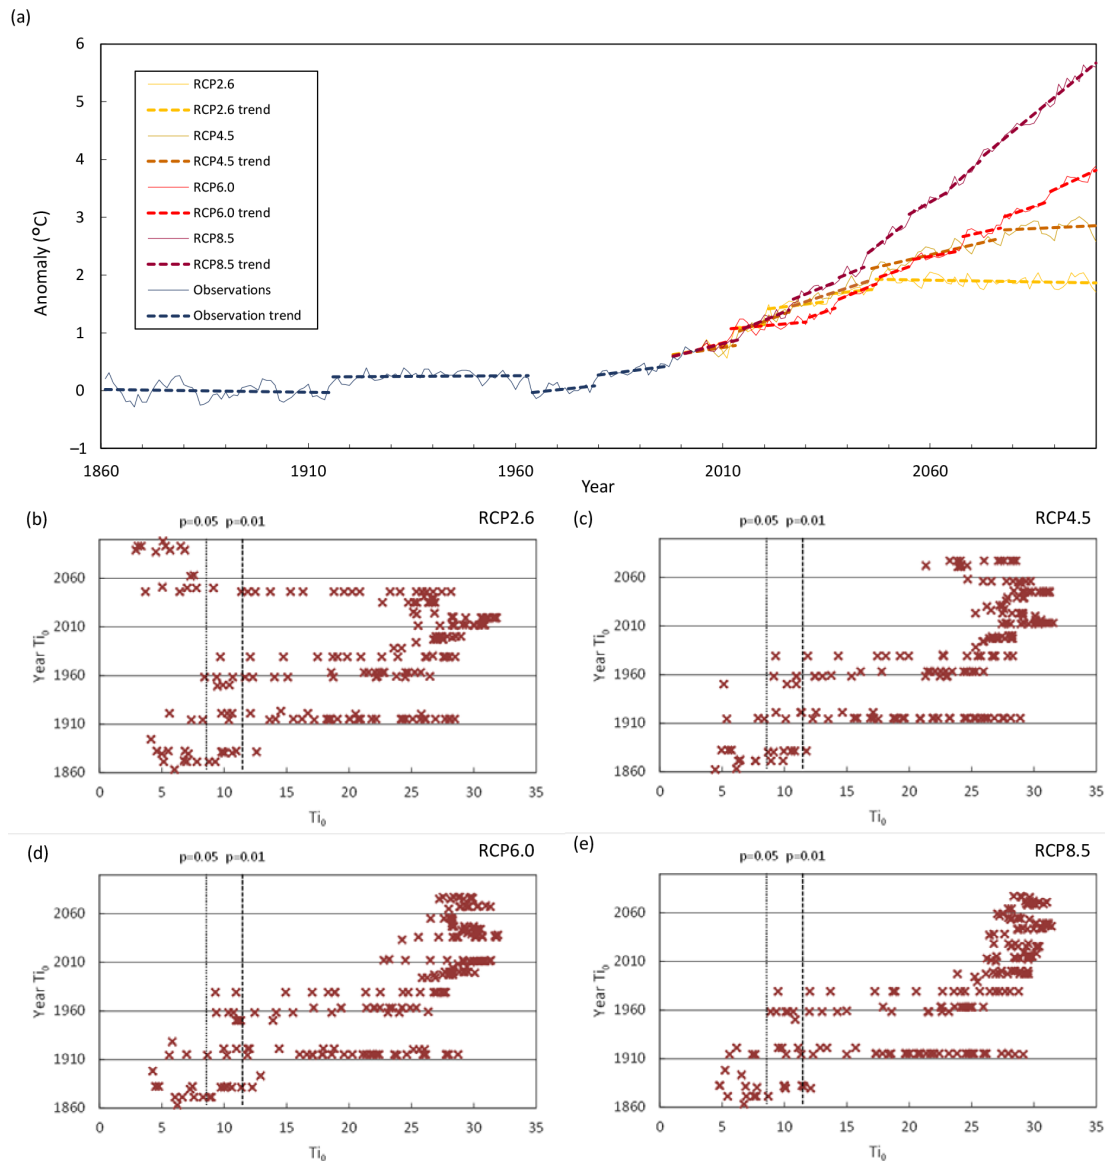 (a)
6
5
4
3
2
1
0
–1
Anomaly (°C)
RCP2.6
RCP2.6 trend
RCP4.5
RCP4.5 trend
RCP6.0
RCP6.0 trend
RCP8.5
RCP8.5 trend
Observations
Observation trend
1860 1910 1960 2010 2060
Year
(b) p=0.05 p=0.01 RCP2.6
2060
2010
1960
1910
1860
Year Ti0
0 5 10 15 20 25 30 35
Ti0
(c) p=0.05 p=0.01 RCP4.5
2060
2010
1960
1910
1860
Year Ti0
0 5 10 15 20 25 30 35
Ti0
(d) p=0.05 p=0.01 RCP6.0
2060
2010
1960
1910
1860
Year Ti0
0 5 10 15 20 25 30 35
Ti0
(e) p=0.05 p=0.01 RCP8.5
2060
2010
1960
1910
1860
Year Ti0
0 5 10 15 20 25 30 35
Ti0